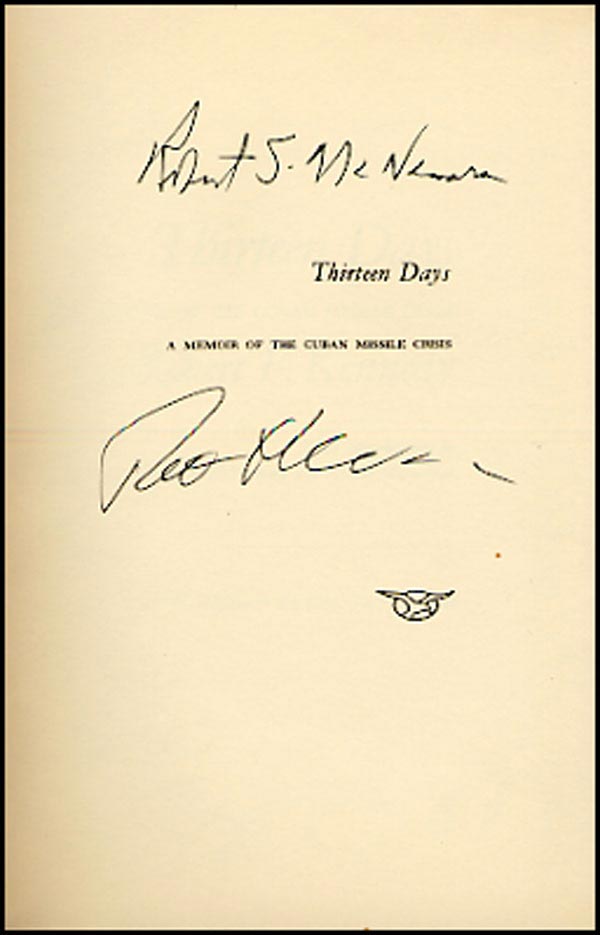 Robert S. McNamara
Thirteen Days
A MEMOIR OF THE CUBAN MISSILE CRISIS